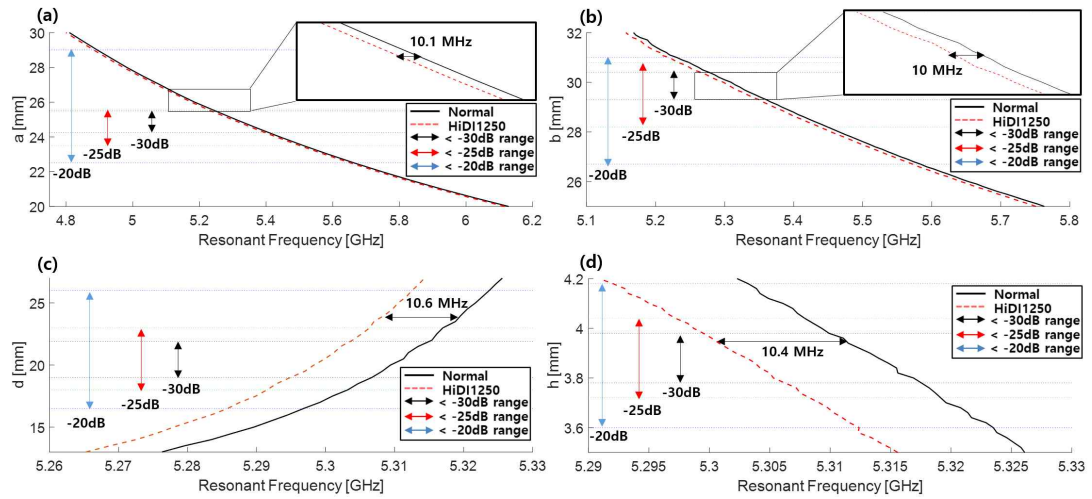 (a)
30
28
26
24
22
20
a [mm]
4.8 5 5.2 5.4 5.6 5.8 6 6.2
Resonant Frequency [GHz]
10.1 MHz
-20dB
-25dB
-30dB
Normal
HiDI1250
< -30dB range
< -25dB range
< -20dB range
(b)
32
30
28
26
b [mm]
5.1 5.2 5.3 5.4 5.5 5.6 5.7 5.8
Resonant Frequency [GHz]
10 MHz
-20dB
-25dB
-30dB
Normal
HiDI1250
< -30dB range
< -25dB range
< -20dB range
(c)
25
20
15
d [mm]
5.26 5.27 5.28 5.29 5.3 5.31 5.32 5.33
Resonant Frequency [GHz]
10.6 MHz
-20dB
-25dB
-30dB
Normal
HiDI1250
< -30dB range
< -25dB range
< -20dB range
(d)
4.2
4
3.8
3.6
h [mm]
5.29 5.295 5.3 5.305 5.31 5.315 5.32 5.325 5.33
Resonant Frequency [GHz]
10.4 MHz
-20dB
-25dB
-30dB
Normal
HiDI1250
< -30dB range
< -25dB range
< -20dB range